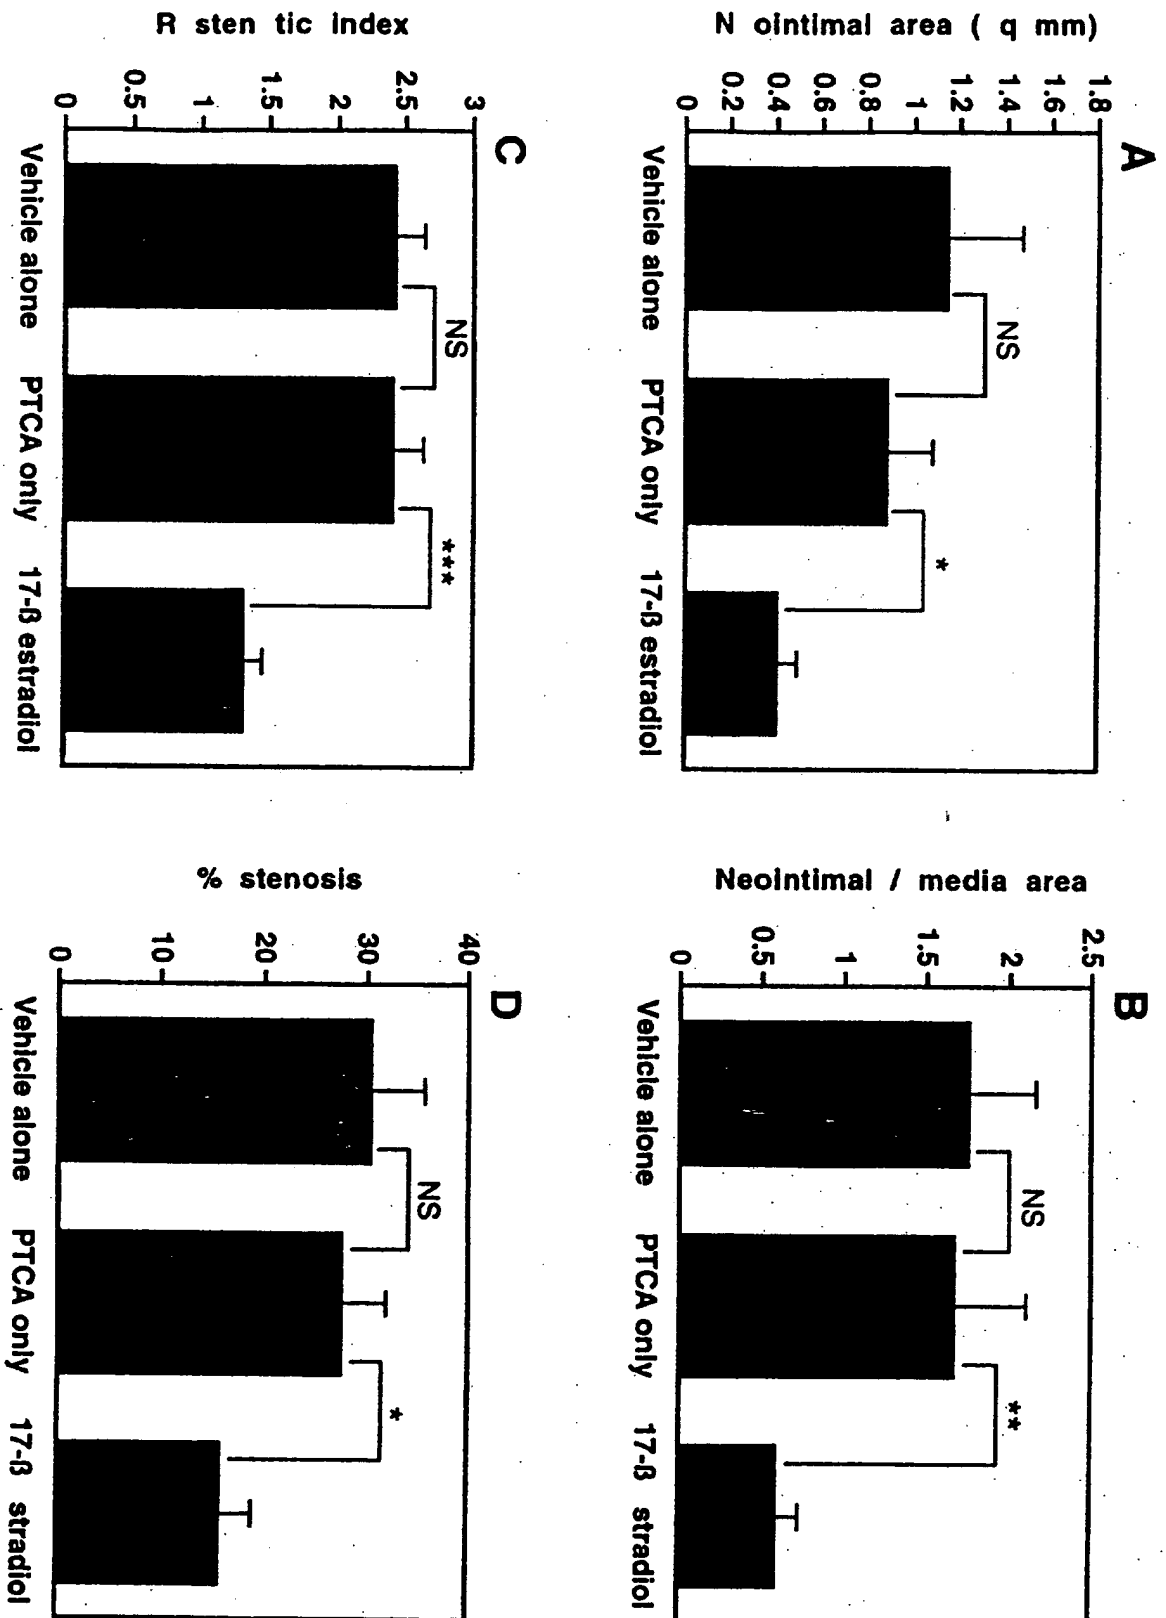 A
N ointimal area ( q mm)
1.8
1.6
1.4
1.2
1
0.8
0.6
0.4
0.2
0
NS
*
Vehicle alone PTCA only 17-ß estradiol
B
Neointimal / media area
2.5
2
1.5
1
0.5
0
NS
**
Vehicle alone PTCA only 17-ß stradiol
C
R sten tic index
3
2.5
2
1.5
1
0.5
0
NS
***
Vehicle alone PTCA only 17-ß estradiol
D
% stenosis
40
30
20
10
0
NS
*
Vehicle alone PTCA only 17-ß stradiol